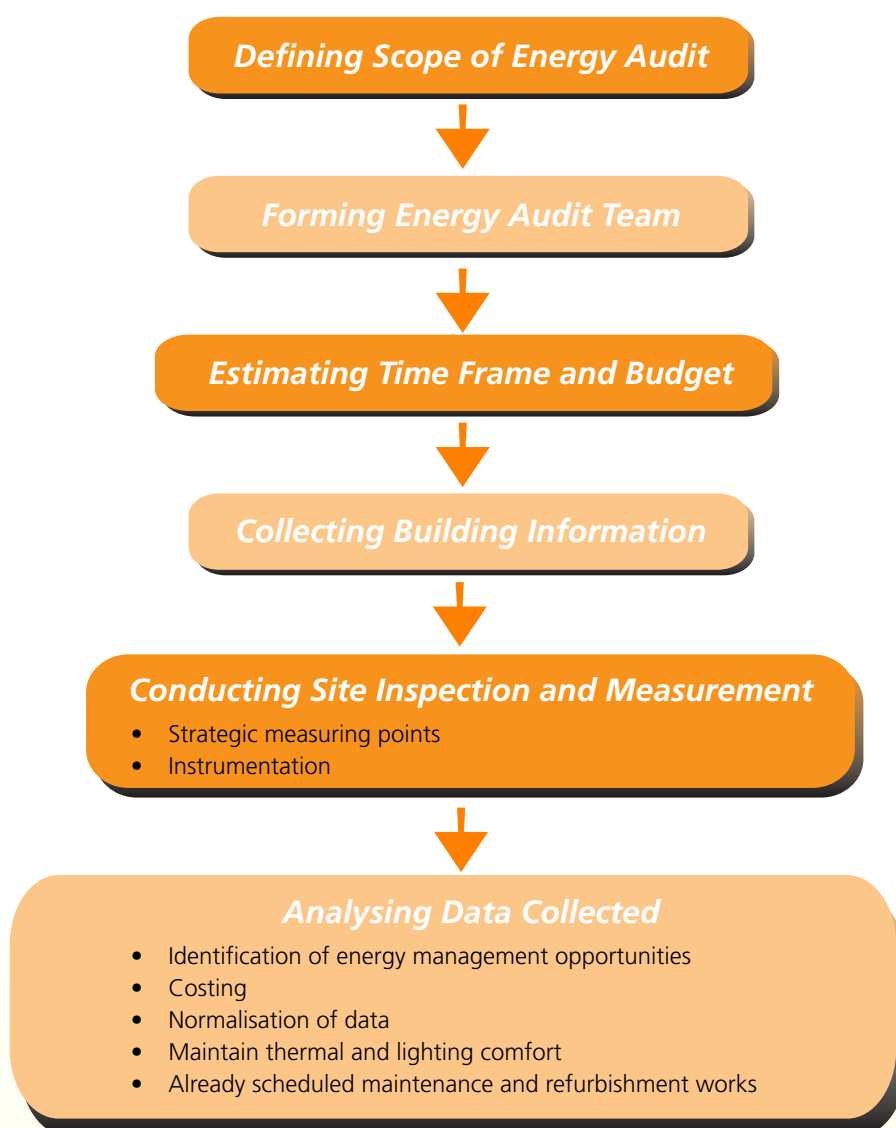 Defining Scope of Energy Audit
Forming Energy Audit Team
Estimating Time Frame and Budget
Collecting Building Information
Conducting Site Inspection and Measurement
• Strategic measuring points
• Instrumentation
Analysing Data Collected
• Identification of energy management opportunities
• Costing
• Normalisation of data
• Maintain thermal and lighting comfort
• Already scheduled maintenance and refurbishment works